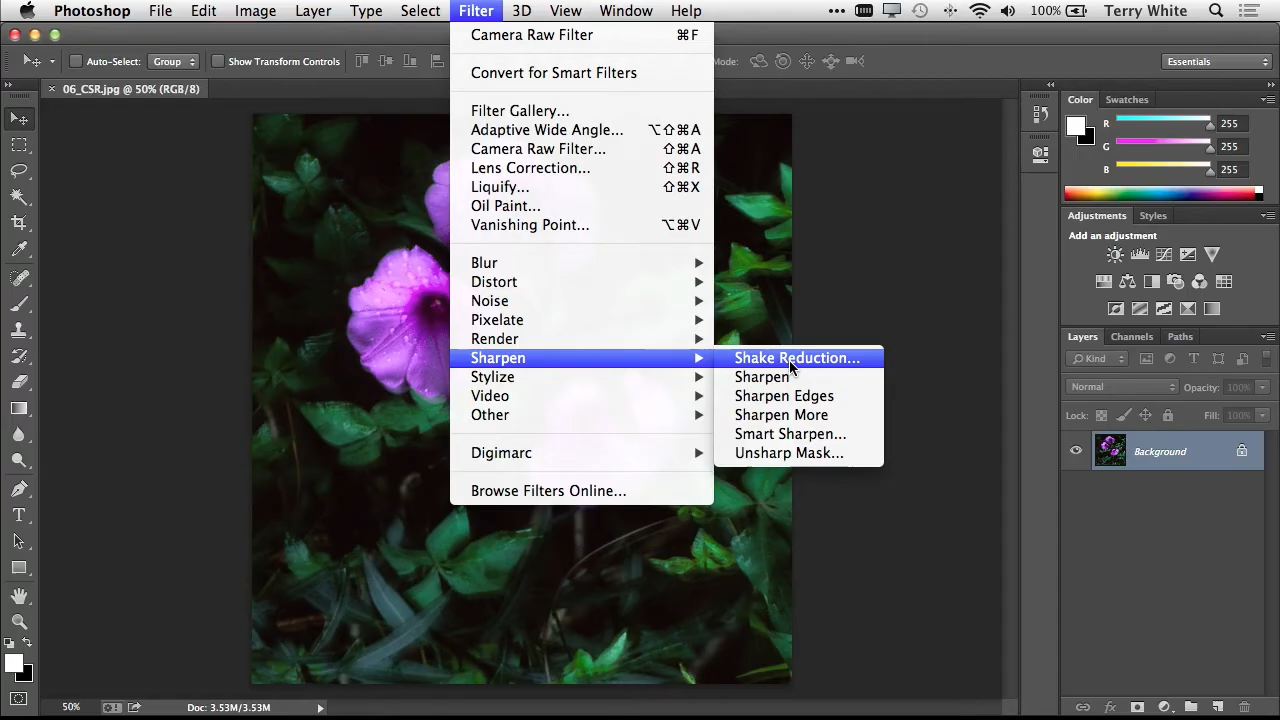 Photoshop File Edit Image Layer Type Select Filter 3D View Window Help 100% Terry White
Auto-Select: Group Show Transform Controls Mode: Essentials
06_CSR.jpg @ 50% (RGB/8)
Camera Raw Filter ⌘F
Convert for Smart Filters
Filter Gallery...
Adaptive Wide Angle... ⌥⇧⌘A
Camera Raw Filter... ⇧⌘A
Lens Correction... ⇧⌘R
Liquify... ⇧⌘X
Oil Paint...
Vanishing Point... ⌥⌘V
Blur
Distort
Noise
Pixelate
Render
Sharpen
Stylize
Video
Other
Digimarc
Browse Filters Online...
Shake Reduction...
Sharpen
Sharpen Edges
Sharpen More
Smart Sharpen...
Unsharp Mask...
Color Swatches
R 255
G 255
B 255
Adjustments Styles
Add an adjustment
Layers Channels Paths
Kind
Normal Opacity: 100%
Lock: Fill: 100%
Background
50% Doc: 3.53M/3.53M